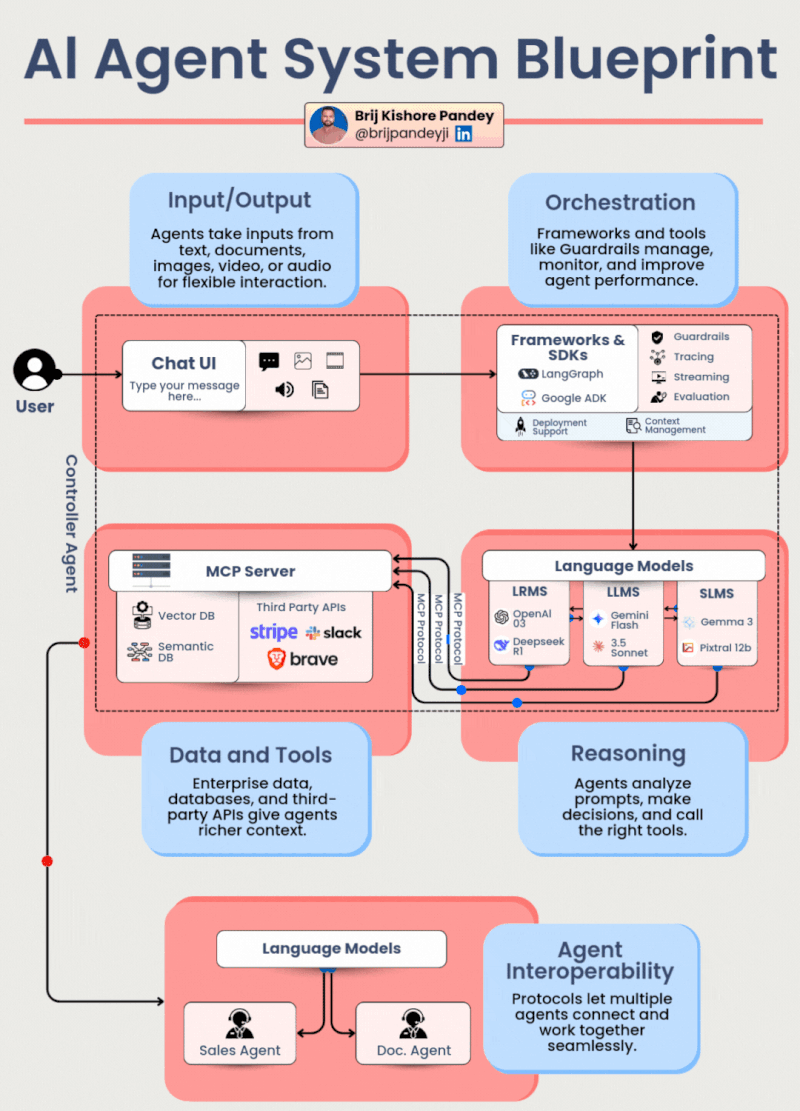 AI Agent System Blueprint
Brij Kishore Pandey
@brijpandeyji in
Input/Output
Agents take inputs from
text, documents,
images, video, or audio
for flexible interaction.
Orchestration
Frameworks and tools
like Guardrails manage,
monitor, and improve
agent performance.
User
Chat UI
Type your message
here...
Frameworks &
SDKs
LangGraph
Google ADK
Guardrails
Tracing
Streaming
Evaluation
Deployment
Support
Context
Management
Controller Agent
MCP Server
Vector DB
Semantic
DB
Third Party APIs
stripe
slack
brave
MCP Protocol
MCP Protocol
MCP Protocol
Language Models
LRMS
OpenAI
03
Deepseek
R1
LLMS
Gemini
Flash
3.5
Sonnet
SLMS
Gemma 3
Pixtral 12b
Data and Tools
Enterprise data,
databases, and third-
party APIs give agents
richer context.
Reasoning
Agents analyze
prompts, make
decisions, and call
the right tools.
Language Models
Sales Agent
Doc. Agent
Agent
Interoperability
Protocols let multiple
agents connect and
work together
seamlessly.